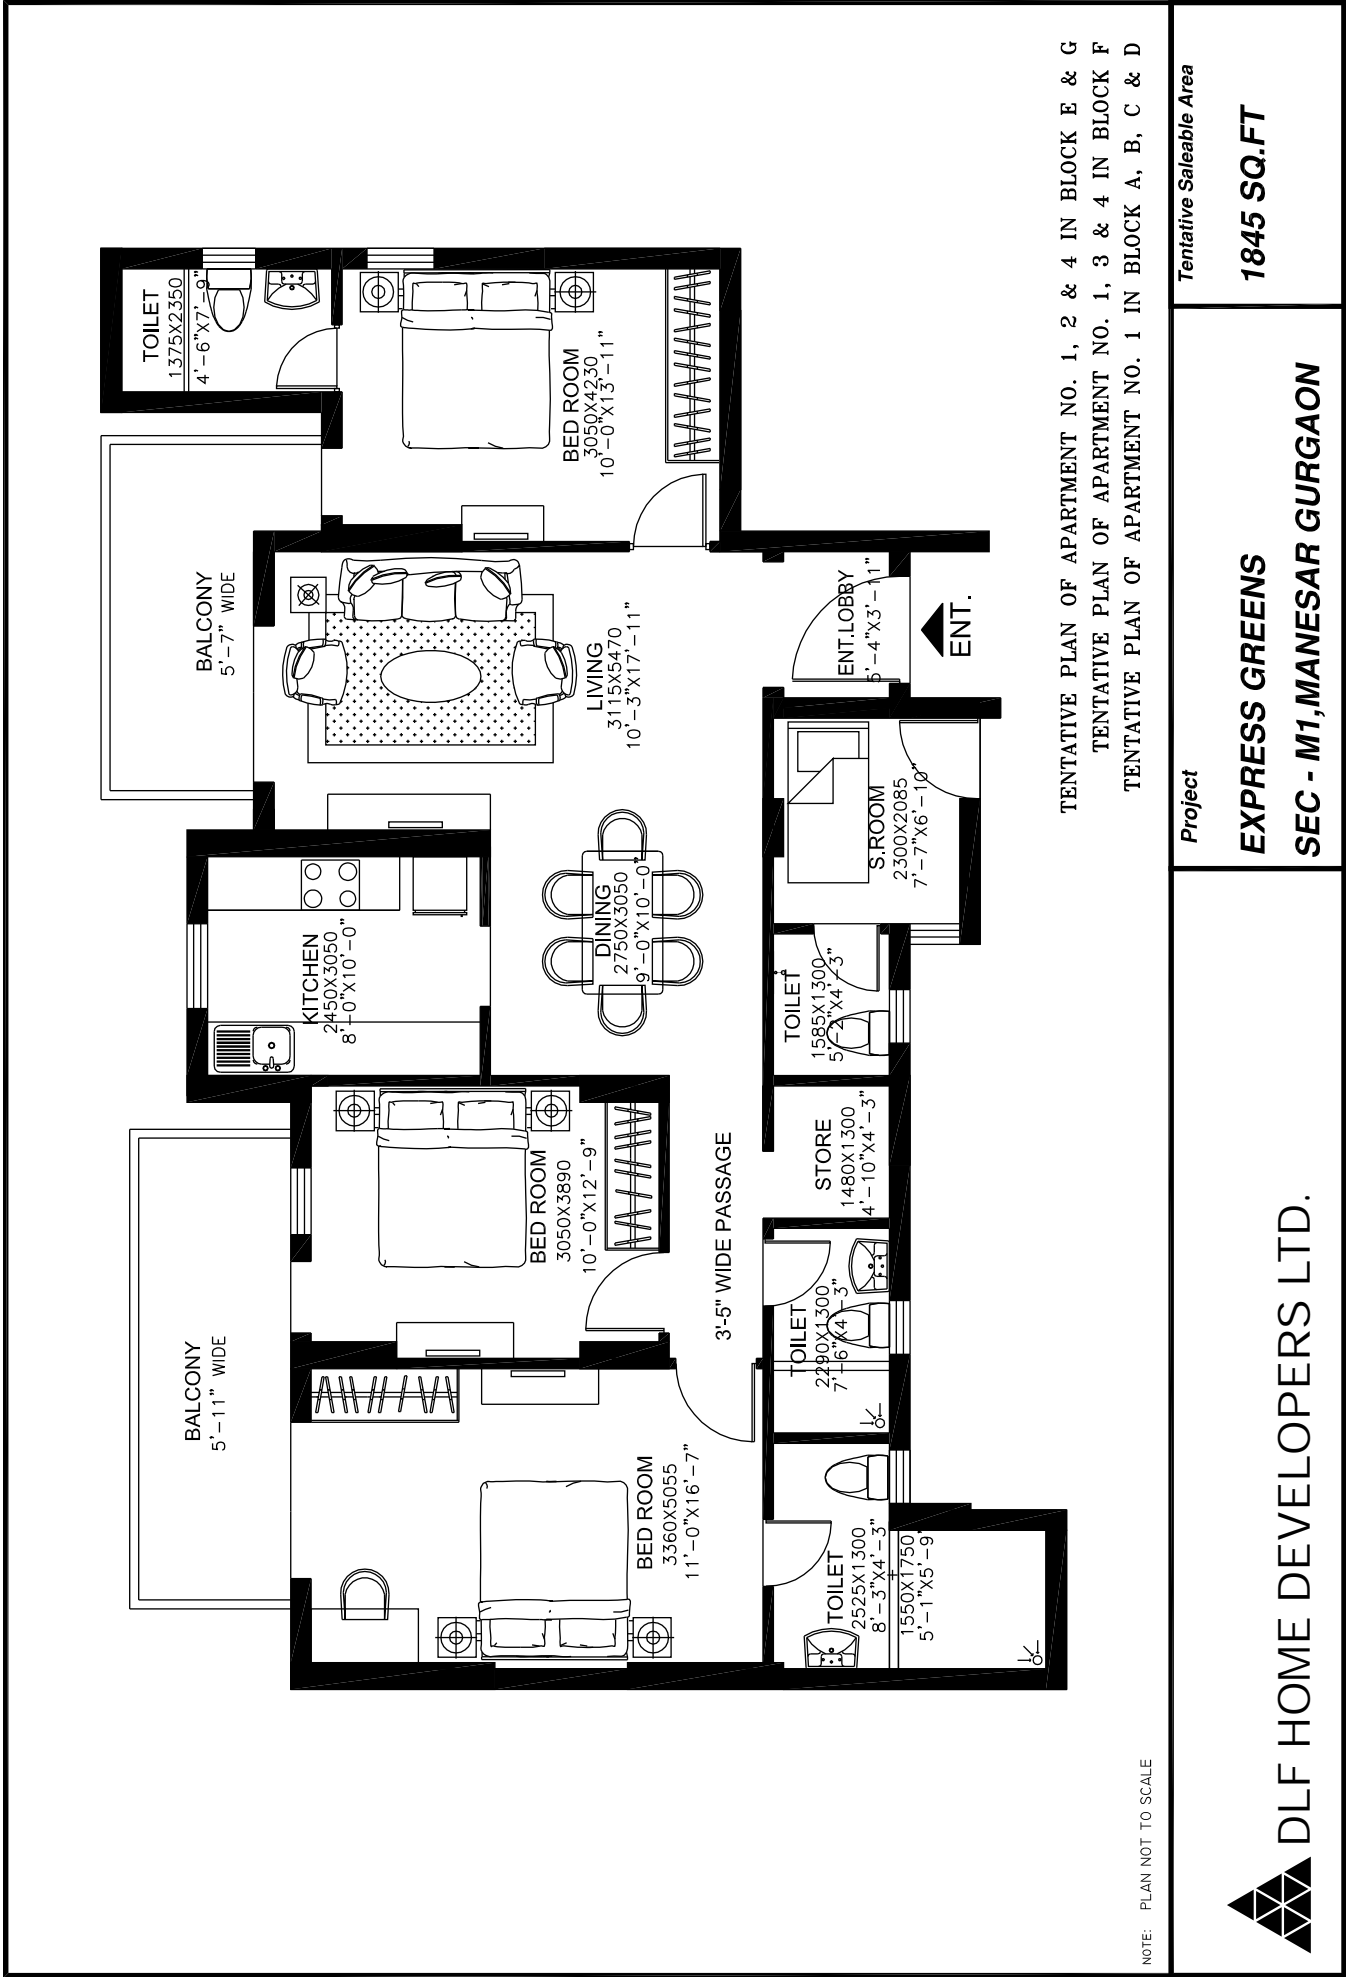 TOILET
1375X2350
4'-6"X7'-9"
BED ROOM
3050X4230
10'-0"X13'-11"
BALCONY
5'-7" WIDE
LIVING
3115X5470
10'-3"X17'-11"
ENT.LOBBY
5'-4"X3'-11"
ENT.
S.ROOM
2300X2085
7'-7"X6'-10"
KITCHEN
2450X3050
8'-0"X10'-0"
DINING
2750X3050
9'-0"X10'-0"
TOILET
1585X1300
5'-2"X4'-3"
STORE
1480X1300
4'-10"X4'-3"
BED ROOM
3050X3890
10'-0"X12'-9"
3'-5" WIDE PASSAGE
TOILET
2290X1300
7'-6"X4'-3"
BALCONY
5'-11" WIDE
BED ROOM
3360X5055
11'-0"X16'-7"
TOILET
2525X1300
8'-3"X4'-3"
+
1550X1750
5'-1"X5'-9"
TENTATIVE PLAN OF APARTMENT NO. 1, 2 & 4 IN BLOCK E & G
TENTATIVE PLAN OF APARTMENT NO. 1, 3 & 4 IN BLOCK F
TENTATIVE PLAN OF APARTMENT NO. 1 IN BLOCK A, B, C & D
NOTE: PLAN NOT TO SCALE
DLF HOME DEVELOPERS LTD.
Project
EXPRESS GREENS
SEC - M1,MANESAR GURGAON
Tentative Saleable Area
1845 SQ.FT